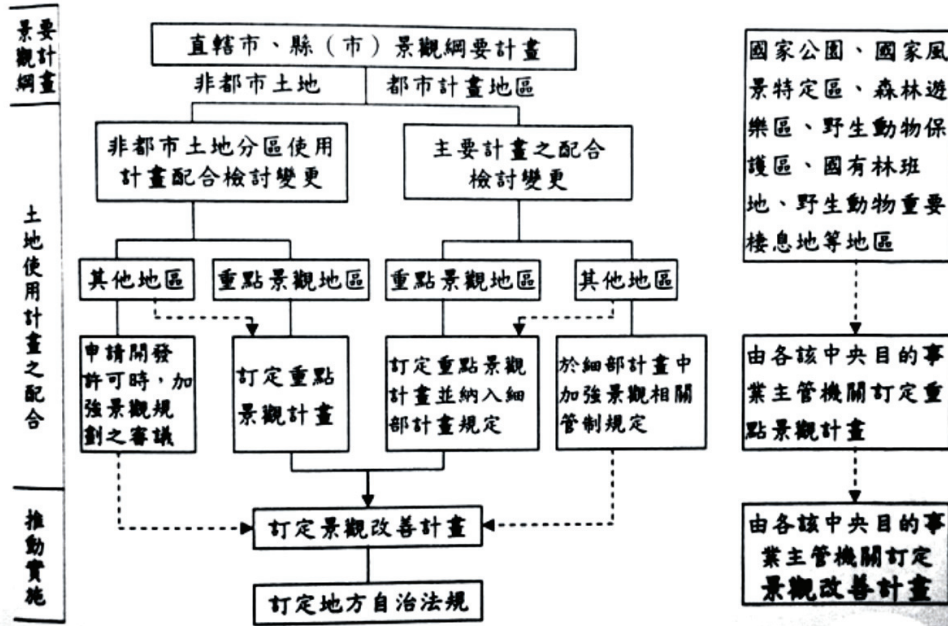 景觀綱要計畫
直轄市、縣（市）景觀綱要計畫
非都市土地
都市計畫地區
土地使用計畫之配合
非都市土地分區使用
計畫配合檢討變更
主要計畫之配合
檢討變更
其他地區
重點景觀地區
重點景觀地區
其他地區
申請開發
許可時，加
強景觀規
劃之審議
訂定重點
景觀計畫
訂定重點景觀
計畫並納入細
部計畫規定
於細部計畫中
加強景觀相關
管制規定
推動實施
訂定景觀改善計畫
訂定地方自治法規
國家公園、國家風
景特定區、森林遊
樂區、野生動物保
護區、國有林班
地、野生動物重要
棲息地等地區
由各該中央目的事
業主管機關訂定重
點景觀計畫
由各該中央目的事
業主管機關訂定
景觀改善計畫